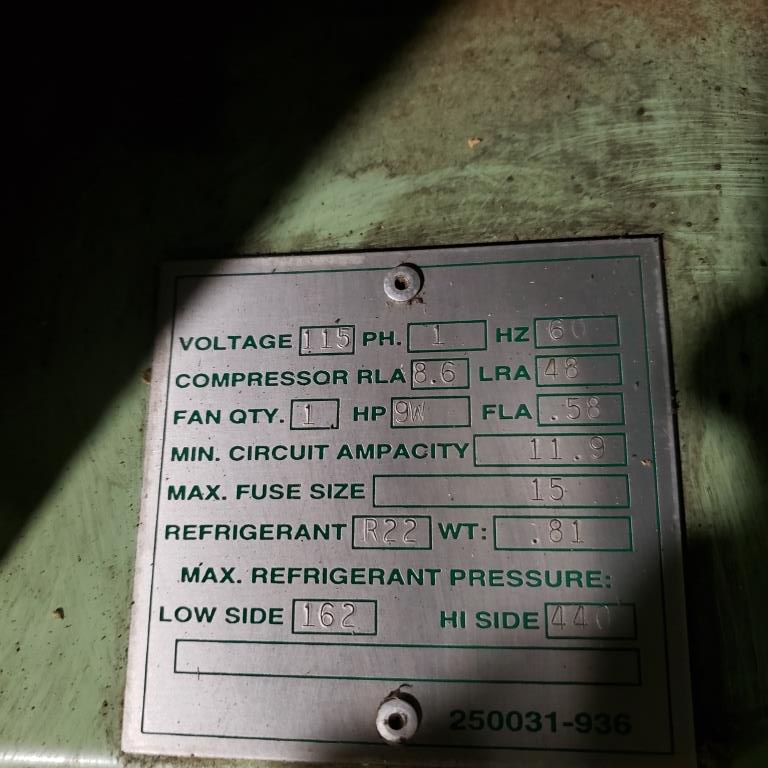 VOLTAGE 115 PH. 1 HZ 60
COMPRESSOR RLA 8.6 LRA 48
FAN QTY. 1 HP 9W FLA .58
MIN. CIRCUIT AMPACITY 11.9
MAX. FUSE SIZE 15
REFRIGERANT R22 WT: .81
MAX. REFRIGERANT PRESSURE:
LOW SIDE 162 HI SIDE 440
250031-936